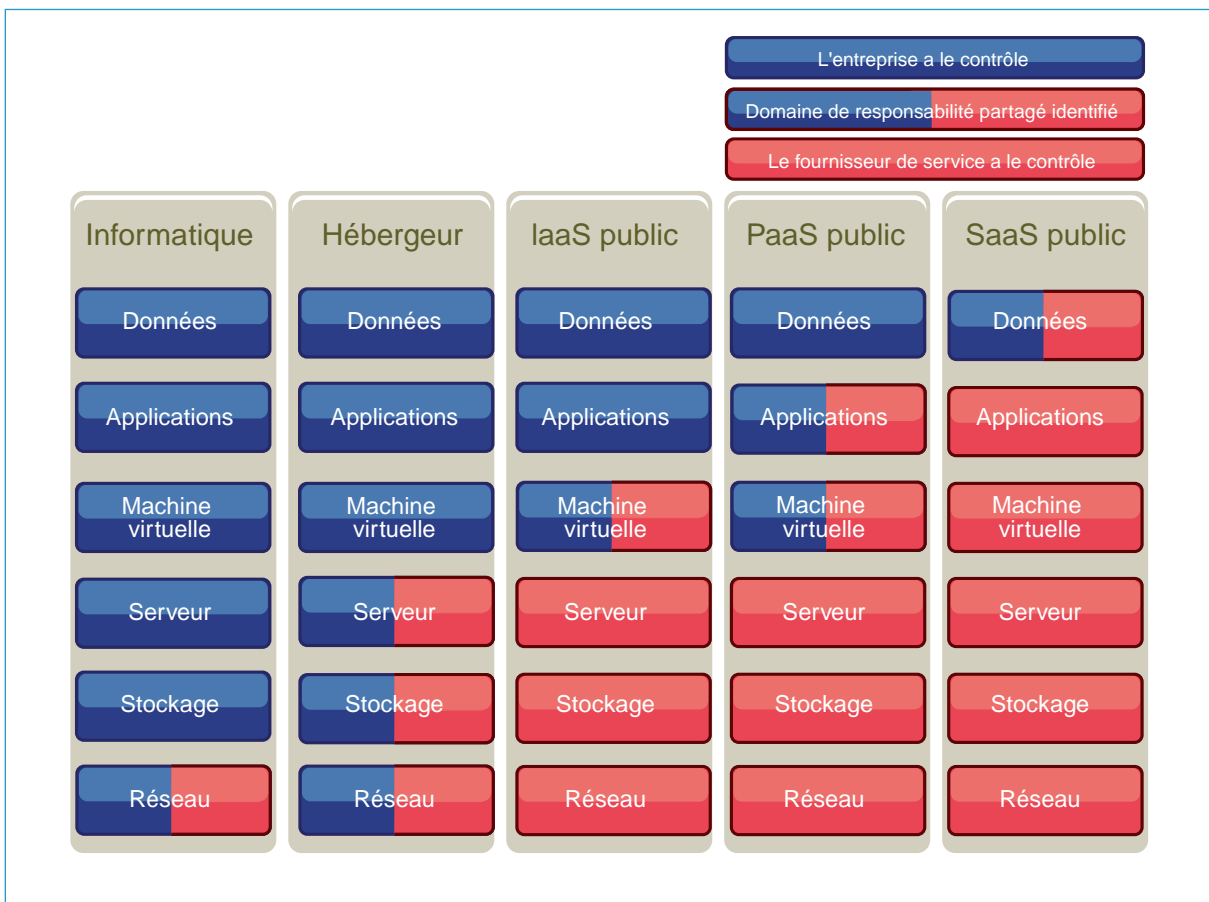 L'entreprise a le contrôle
Domaine de responsabilité partagé identifié
Le fournisseur de service a le contrôle
Informatique
Hébergeur
IaaS public
PaaS public
SaaS public
Données
Données
Données
Données
Données
Applications
Applications
Applications
Applications
Applications
Machine
virtuelle
Machine
virtuelle
Machine
virtuelle
Machine
virtuelle
Machine
virtuelle
Serveur
Serveur
Serveur
Serveur
Serveur
Stockage
Stockage
Stockage
Stockage
Stockage
Réseau
Réseau
Réseau
Réseau
Réseau